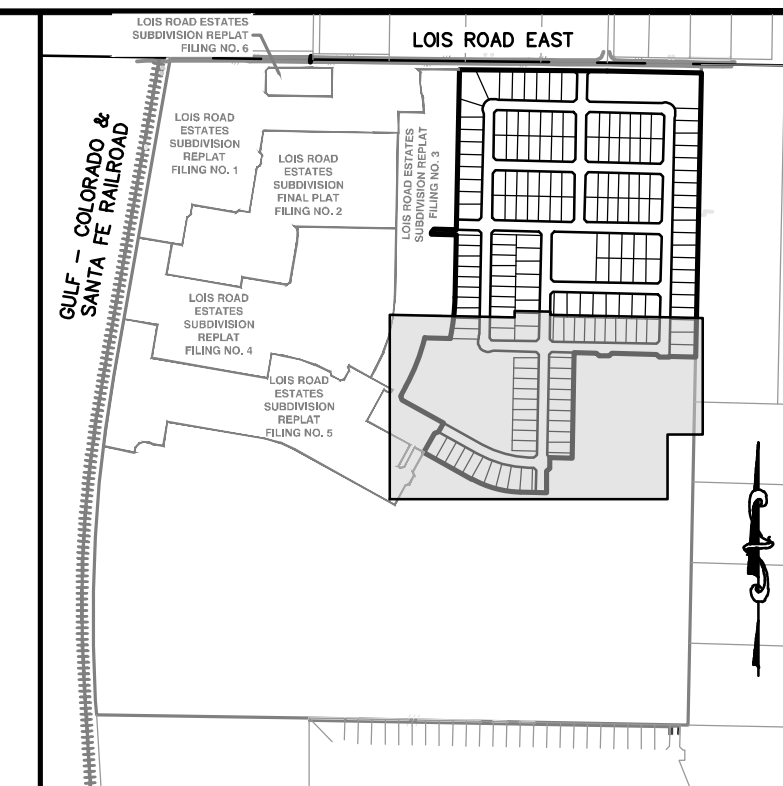 LOIS ROAD ESTATES
SUBDIVISION REPLAT
FILING NO. 6
LOIS ROAD EAST
GULF - COLORADO &
SANTA FE RAILROAD
LOIS ROAD
ESTATES
SUBDIVISION
REPLAT
FILING NO. 1
LOIS ROAD
ESTATES
SUBDIVISION
FINAL PLAT
FILING NO. 2
LOIS ROAD ESTATES
SUBDIVISION REPLAT
FILING NO. 3
LOIS ROAD
ESTATES
SUBDIVISION
REPLAT
FILING NO. 4
LOIS ROAD
ESTATES
SUBDIVISION
REPLAT
FILING NO. 5